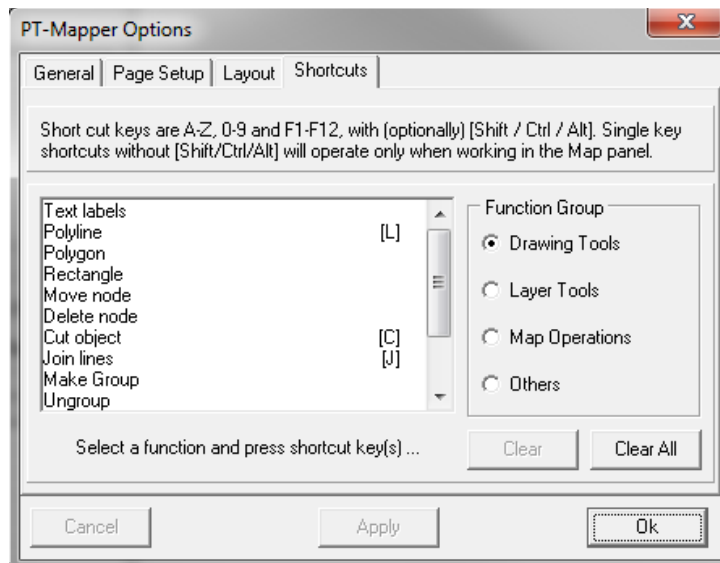 PT-Mapper Options
General Page Setup Layout Shortcuts
Short cut keys are A-Z, 0-9 and F1-F12, with (optionally) [Shift / Ctrl / Alt]. Single key
shortcuts without [Shift/Ctrl/Alt] will operate only when working in the Map panel.
Text labels
Polyline [L]
Polygon
Rectangle
Move node
Delete node
Cut object [C]
Join lines [J]
Make Group
Ungroup
Function Group
Drawing Tools
Layer Tools
Map Operations
Others
Select a function and press shortcut key(s) ...
Clear Clear All
Cancel Apply Ok